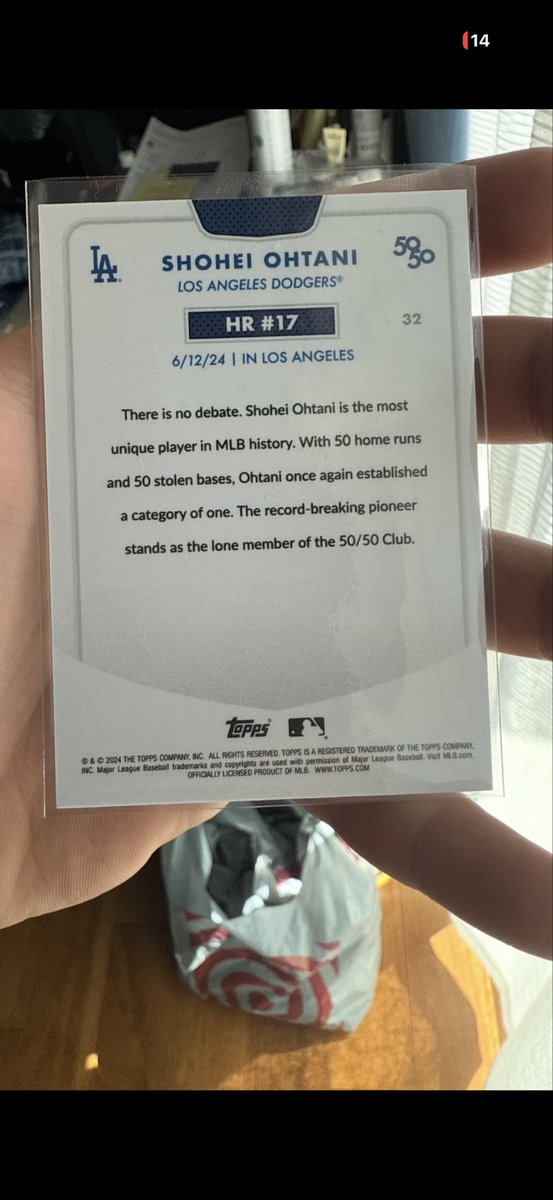 14
LA
SHOHEI OHTANI
50
50
LOS ANGELES DODGERS®
HR #17
32
6/12/24 | IN LOS ANGELES
There is no debate. Shohei Ohtani is the most
unique player in MLB history. With 50 home runs
and 50 stolen bases, Ohtani once again established
a category of one. The record-breaking pioneer
stands as the lone member of the 50/50 Club.
topps®
® & © 2024 THE TOPPS COMPANY, INC. ALL RIGHTS RESERVED. TOPPS IS A REGISTERED TRADEMARK OF THE TOPPS COMPANY,
INC. Major League Baseball trademarks and copyrights are used with permission of Major League Baseball. Visit MLB.com.
OFFICIALLY LICENSED PRODUCT OF MLB. WWW.TOPPS.COM